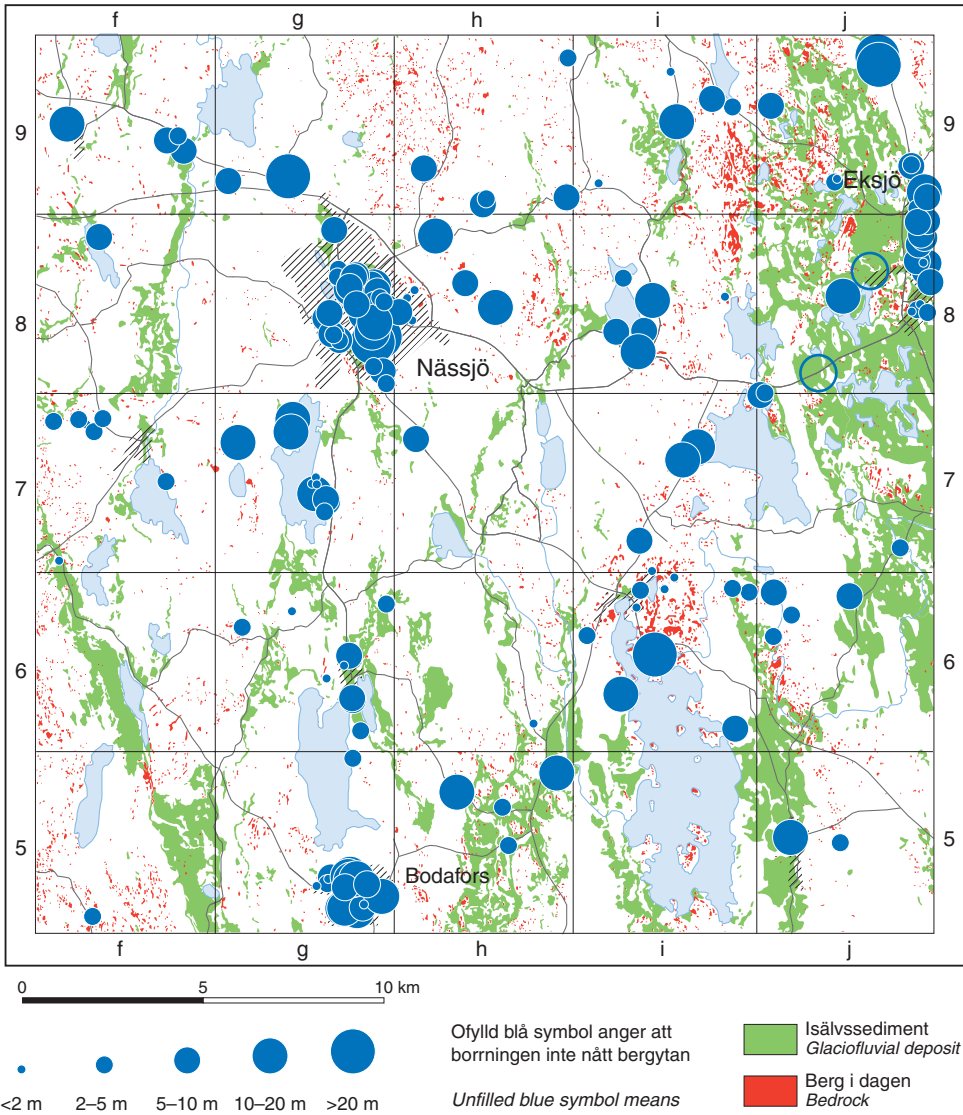 f g h i j
9 9
Eksjö
8 8
Nässjö
7 7
6 6
5 5
Bodafors
f g h i j
0 5 10 km
<2 m 2–5 m 5–10 m 10–20 m >20 m
Ofylld blå symbol anger att
borrningen inte nått bergytan
Unfilled blue symbol means
Isälvssediment
Glaciofluvial deposit
Berg i dagen
Bedrock